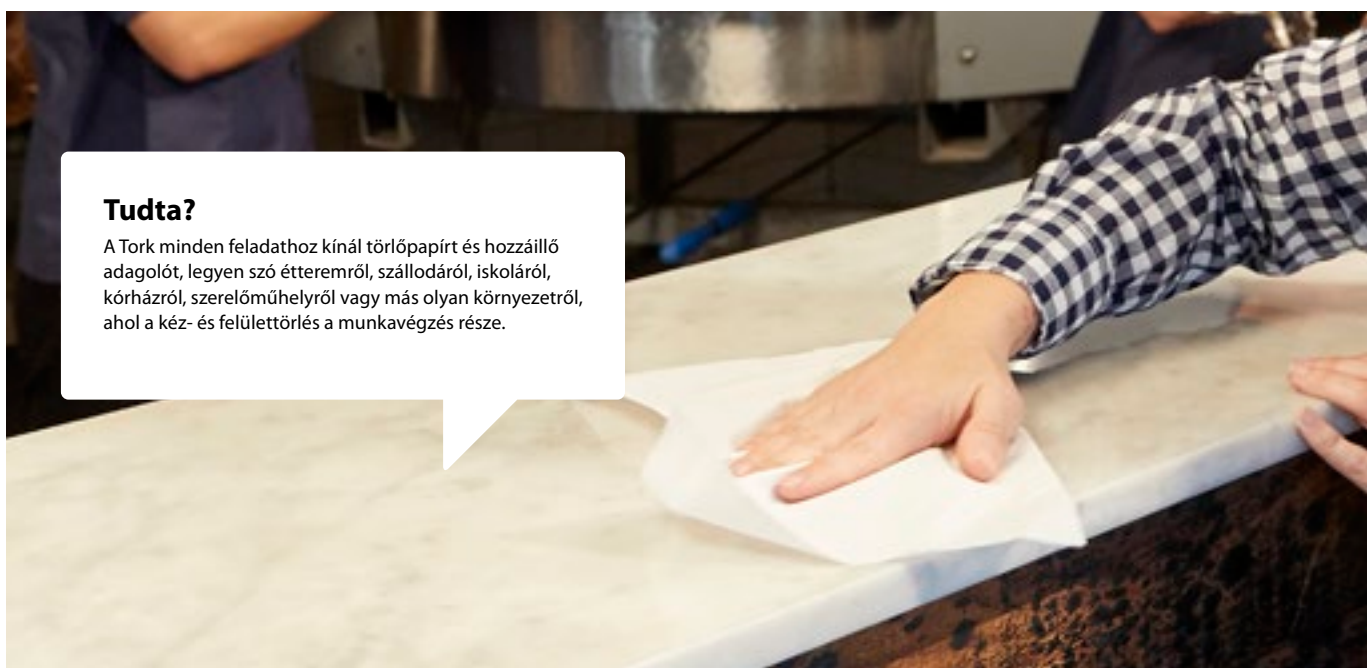 Tudta?
A Tork minden feladathoz kínál törlőpapírt és hozzáillő
adagolót, legyen szó étteremről, szállodáról, iskoláról,
kórházról, szerelőműhelyről vagy más olyan környezetről,
ahol a kéz- és felülettörlés a munkavégzés része.